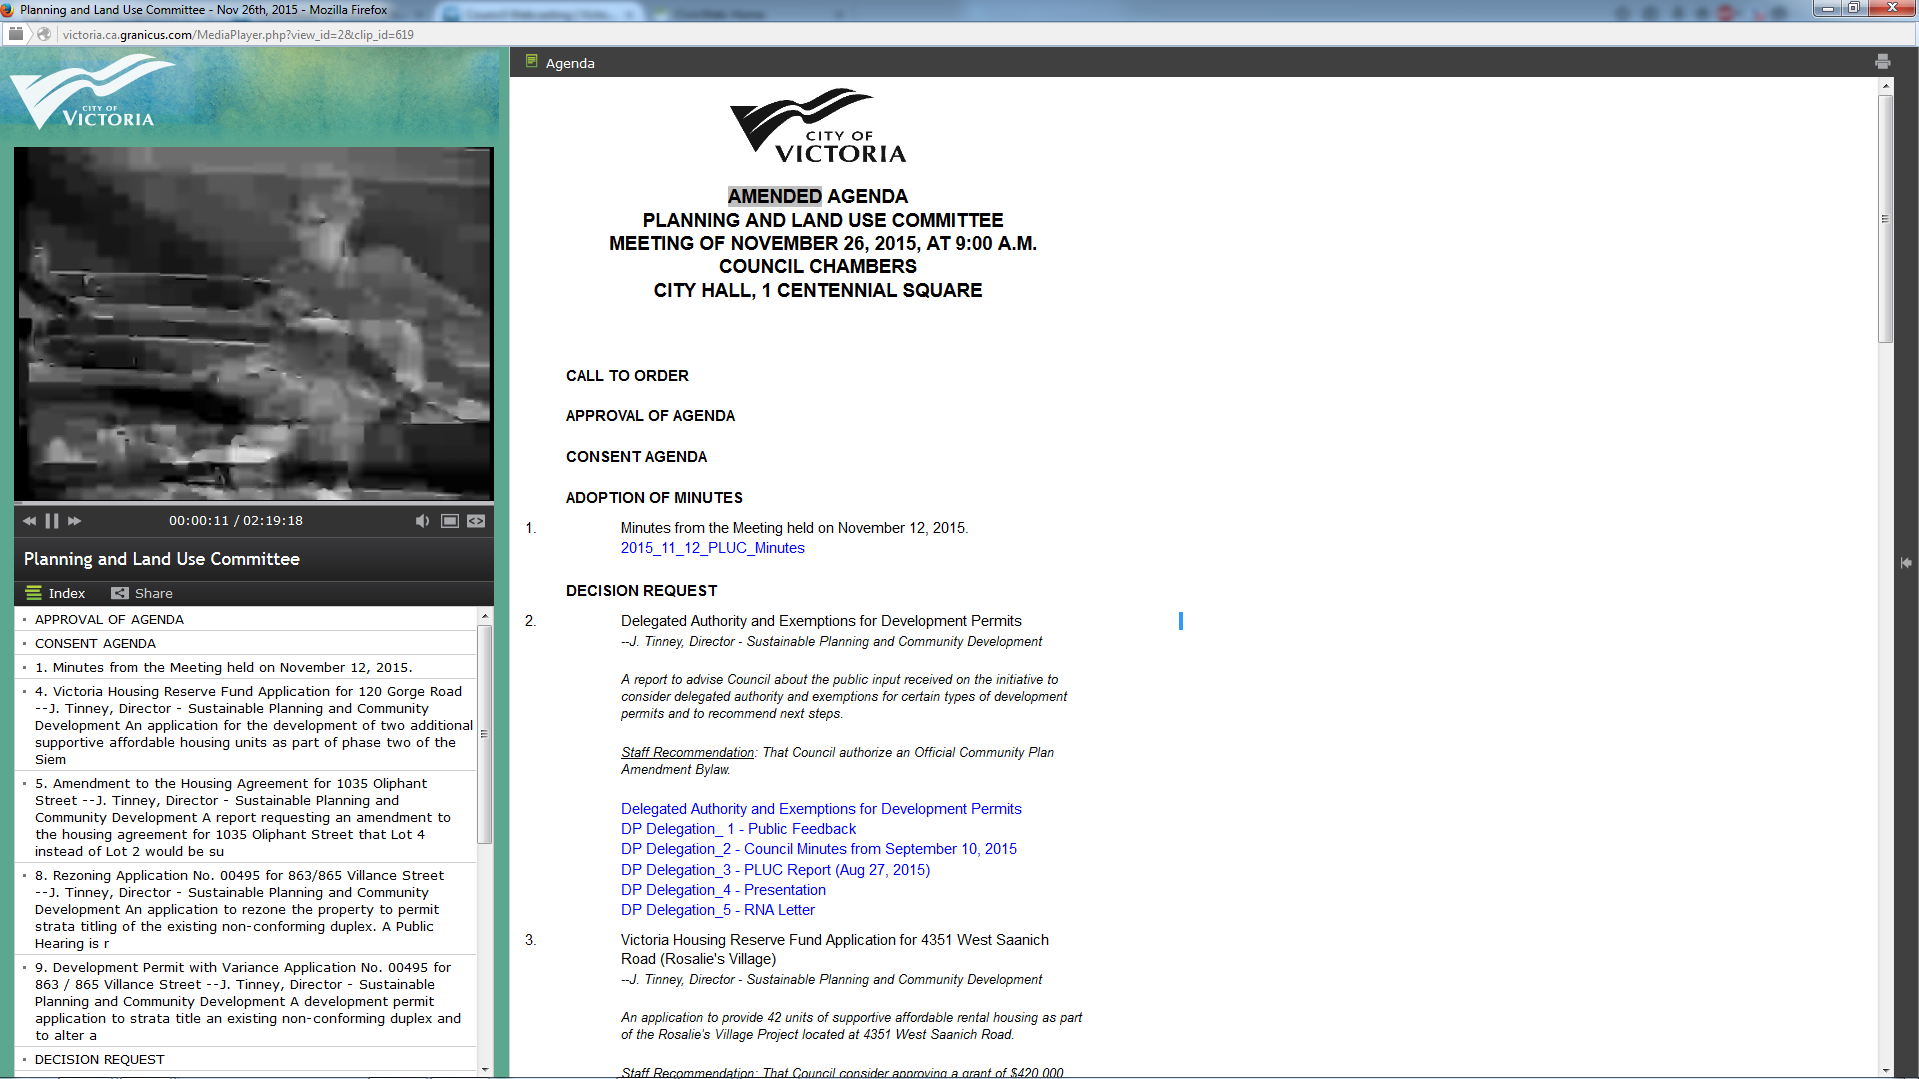 Planning and Land Use Committee - Nov 26th, 2015 - Mozilla Firefox
victoria.ca.granicus.com/MediaPlayer.php?view_id=2&clip_id=619
CITY OF
VICTORIA
00:00:11 / 02:19:18
Planning and Land Use Committee
Index
Share
APPROVAL OF AGENDA
CONSENT AGENDA
1. Minutes from the Meeting held on November 12, 2015.
4. Victoria Housing Reserve Fund Application for 120 Gorge Road
--J. Tinney, Director - Sustainable Planning and Community
Development An application for the development of two additional
supportive affordable housing units as part of phase two of the
Siem
5. Amendment to the Housing Agreement for 1035 Oliphant
Street --J. Tinney, Director - Sustainable Planning and
Community Development A report requesting an amendment to
the housing agreement for 1035 Oliphant Street that Lot 4
instead of Lot 2 would be su
8. Rezoning Application No. 00495 for 863/865 Villance Street
--J. Tinney, Director - Sustainable Planning and Community
Development An application to rezone the property to permit
strata titling of the existing non-conforming duplex. A Public
Hearing is r
9. Development Permit with Variance Application No. 00495 for
863 / 865 Villance Street --J. Tinney, Director - Sustainable
Planning and Community Development A development permit
application to strata title an existing non-conforming duplex and
to alter a
DECISION REQUEST
Agenda
CITY OF
VICTORIA
AMENDED AGENDA
PLANNING AND LAND USE COMMITTEE
MEETING OF NOVEMBER 26, 2015, AT 9:00 A.M.
COUNCIL CHAMBERS
CITY HALL, 1 CENTENNIAL SQUARE
CALL TO ORDER
APPROVAL OF AGENDA
CONSENT AGENDA
ADOPTION OF MINUTES
1. Minutes from the Meeting held on November 12, 2015.
2015_11_12_PLUC_Minutes
DECISION REQUEST
2. Delegated Authority and Exemptions for Development Permits
--J. Tinney, Director - Sustainable Planning and Community Development
A report to advise Council about the public input received on the initiative to
consider delegated authority and exemptions for certain types of development
permits and to recommend next steps.
Staff Recommendation: That Council authorize an Official Community Plan
Amendment Bylaw.
Delegated Authority and Exemptions for Development Permits
DP Delegation_ 1 - Public Feedback
DP Delegation_2 - Council Minutes from September 10, 2015
DP Delegation_3 - PLUC Report (Aug 27, 2015)
DP Delegation_4 - Presentation
DP Delegation_5 - RNA Letter
3. Victoria Housing Reserve Fund Application for 4351 West Saanich
Road (Rosalie's Village)
--J. Tinney, Director - Sustainable Planning and Community Development
An application to provide 42 units of supportive affordable rental housing as part
of the Rosalie's Village Project located at 4351 West Saanich Road.
Staff Recommendation: That Council consider approving a grant of $420,000